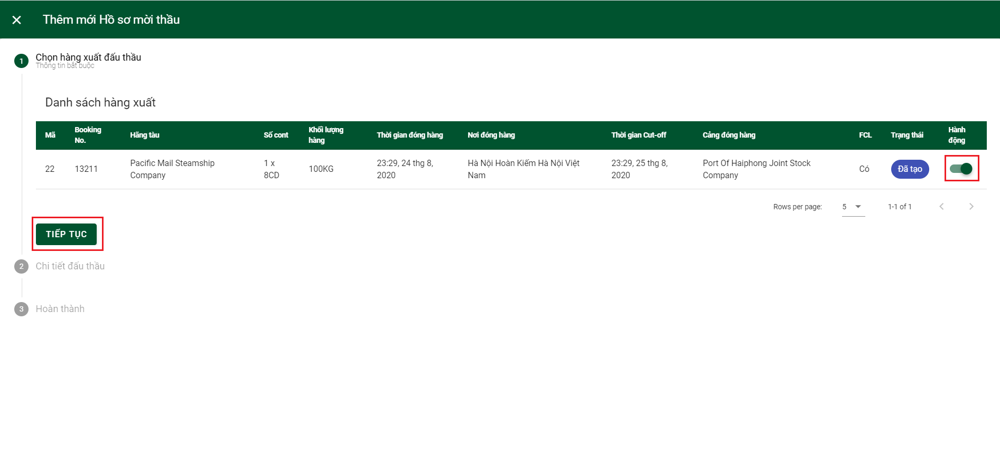 Thêm mới Hồ sơ mời thầu
1
Chọn hàng xuất đấu thầu
Thông tin bắt buộc
Danh sách hàng xuất
Mã
Booking No.
Hãng tàu
Số cont
Khối lượng hàng
Thời gian đóng hàng
Nơi đóng hàng
Thời gian Cut-off
Cảng đóng hàng
FCL
Trạng thái
Hành động
22
13211
Pacific Mail Steamship Company
1 x 8CD
100KG
23:29, 24 thg 8, 2020
Hà Nội Hoàn Kiếm Hà Nội Việt Nam
23:29, 25 thg 8, 2020
Port Of Haiphong Joint Stock Company
Có
Đã tạo
Rows per page:
5
1-1 of 1
TIẾP TỤC
2
Chi tiết đấu thầu
3
Hoàn thành